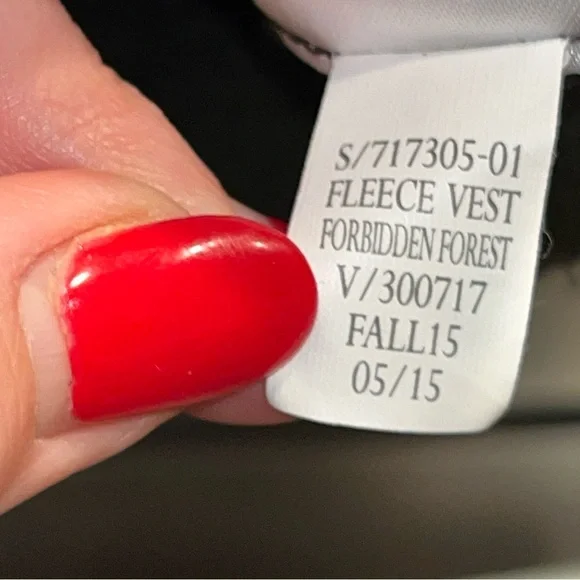 S/717305-01
FLEECE VEST
FORBIDDEN FOREST
V/300717
FALL15
05/15